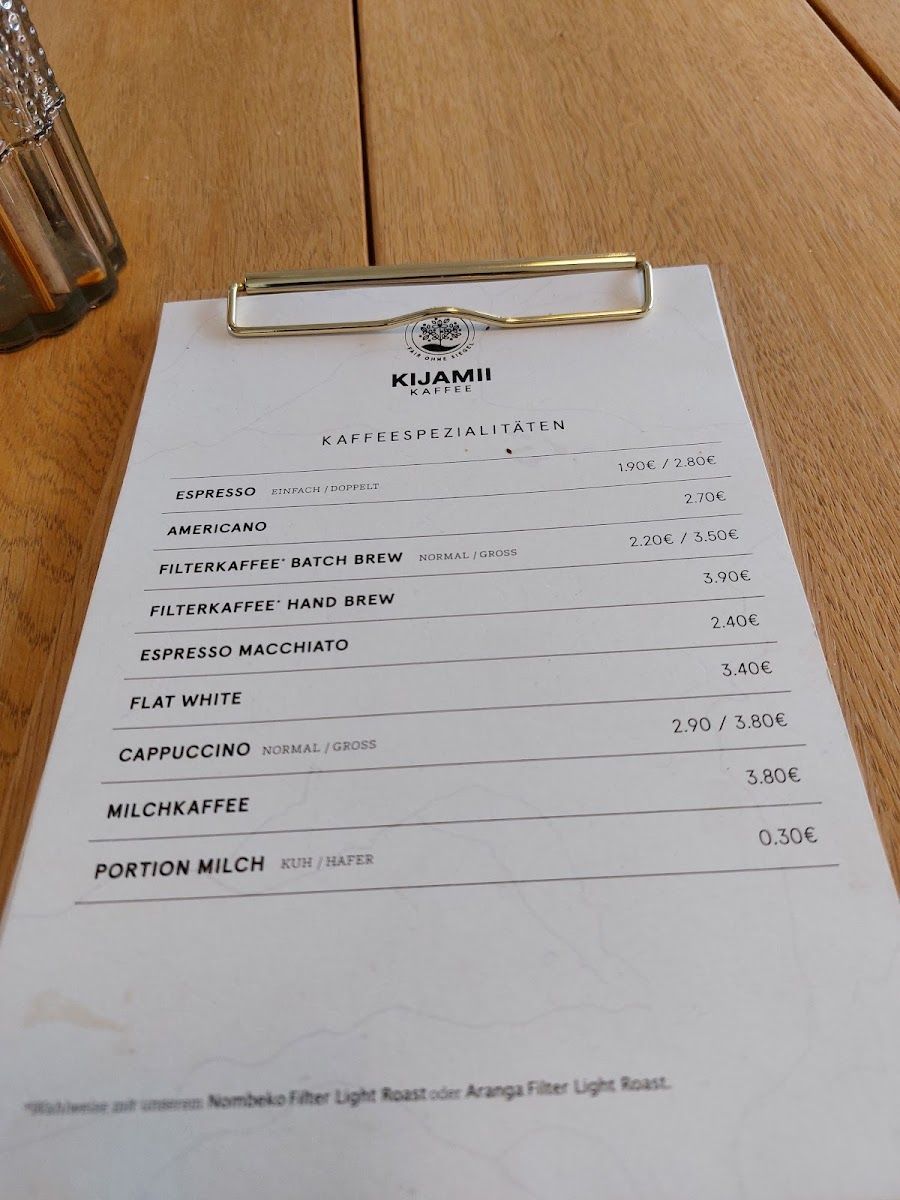 FAIR OHNE SIEGEL
KIJAMII
KAFFEE
KAFFEESPEZIALITÄTEN
ESPRESSO EINFACH / DOPPELT 1.90€ / 2.80€
AMERICANO 2.70€
FILTERKAFFEE* BATCH BREW NORMAL / GROSS 2.20€ / 3.50€
FILTERKAFFEE* HAND BREW 3.90€
ESPRESSO MACCHIATO 2.40€
FLAT WHITE 3.40€
CAPPUCCINO NORMAL / GROSS 2.90 / 3.80€
MILCHKAFFEE 3.80€
PORTION MILCH KUH / HAFER 0.30€
*Wahlweise mit unserem Nombeko Filter Light Roast oder Aranga Filter Light Roast.